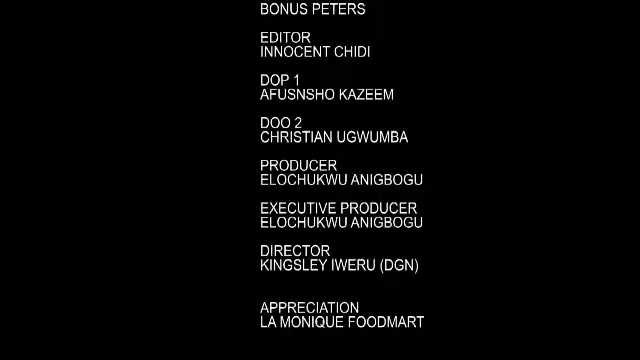 BONUS PETERS
EDITOR
INNOCENT CHIDI
DOP 1
AFUSNSHO KAZEEM
DOO 2
CHRISTIAN UGWUMBA
PRODUCER
ELOCHUKWU ANIGBOGU
EXECUTIVE PRODUCER
ELOCHUKWU ANIGBOGU
DIRECTOR
KINGSLEY IWERU (DGN)
APPRECIATION
LA MONIQUE FOODMART